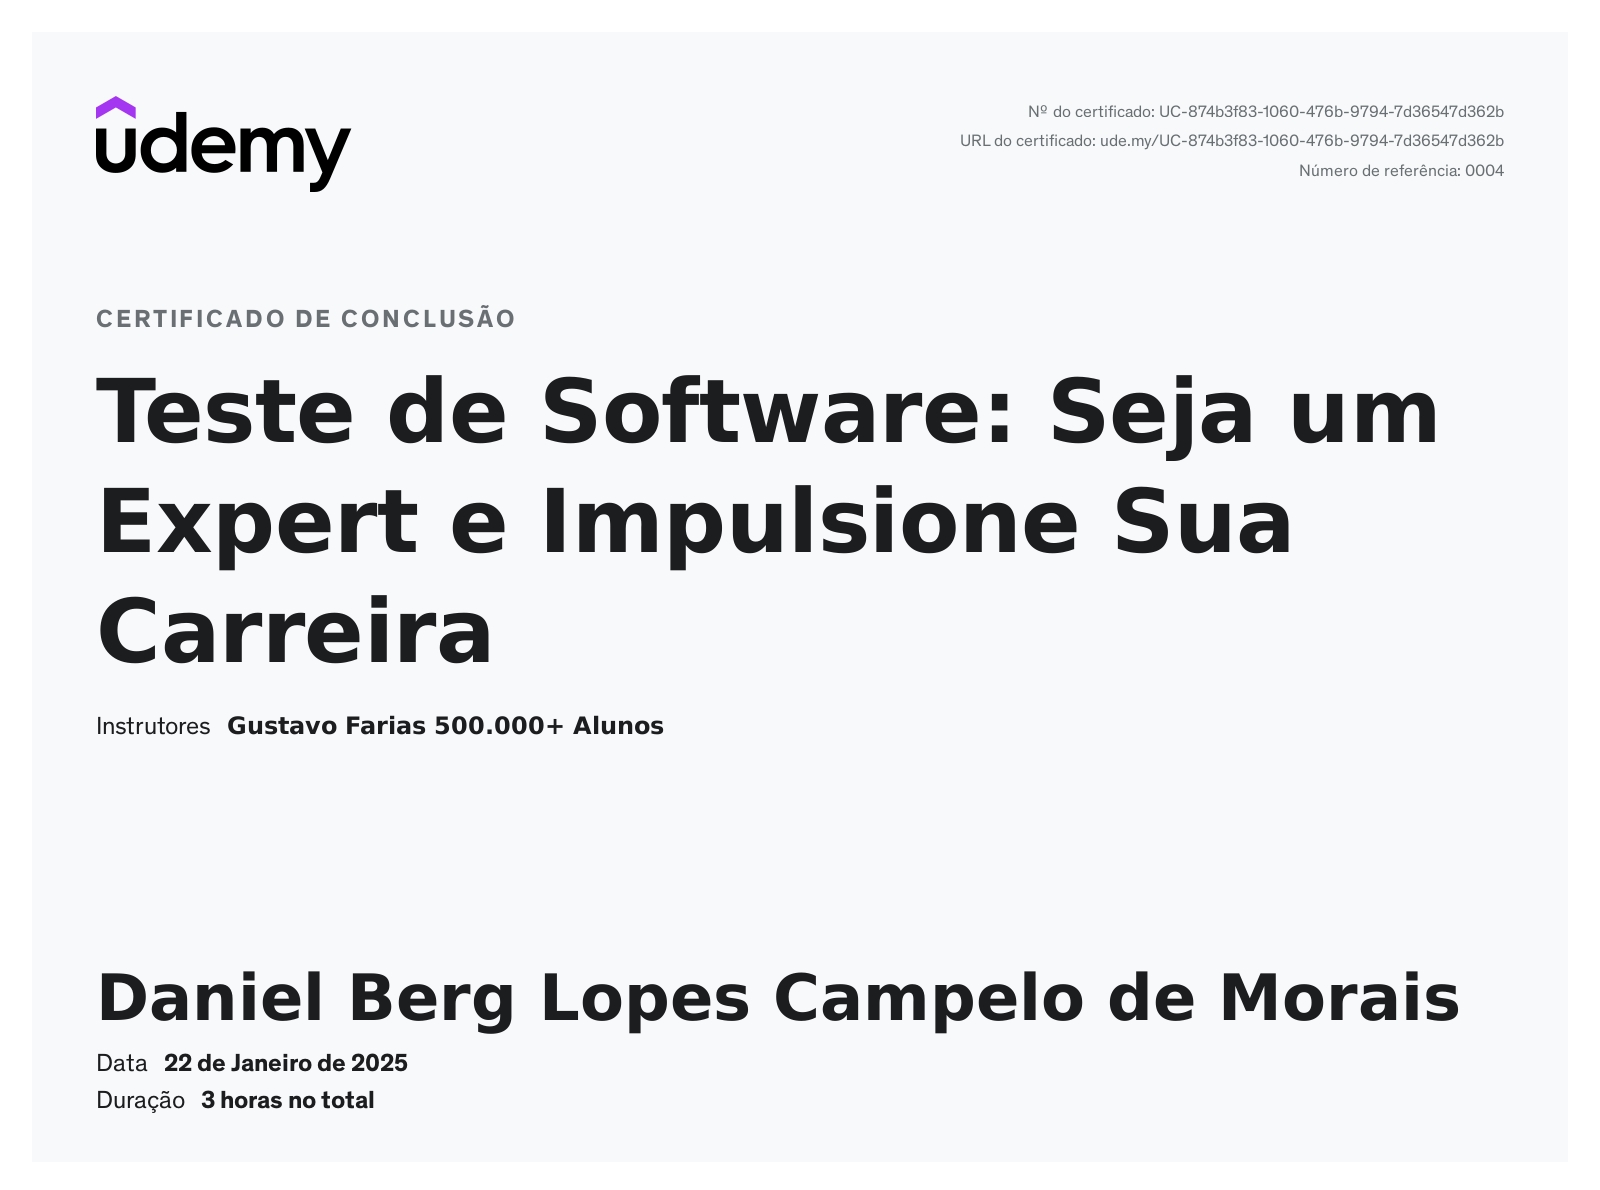 udemy
Nº do certificado: UC-874b3f83-1060-476b-9794-7d36547d362b
URL do certificado: ude.my/UC-874b3f83-1060-476b-9794-7d36547d362b
Número de referência: 0004
CERTIFICADO DE CONCLUSÃO
Teste de Software: Seja um
Expert e Impulsione Sua
Carreira
Instrutores Gustavo Farias 500.000+ Alunos
Daniel Berg Lopes Campelo de Morais
Data 22 de Janeiro de 2025
Duração 3 horas no total